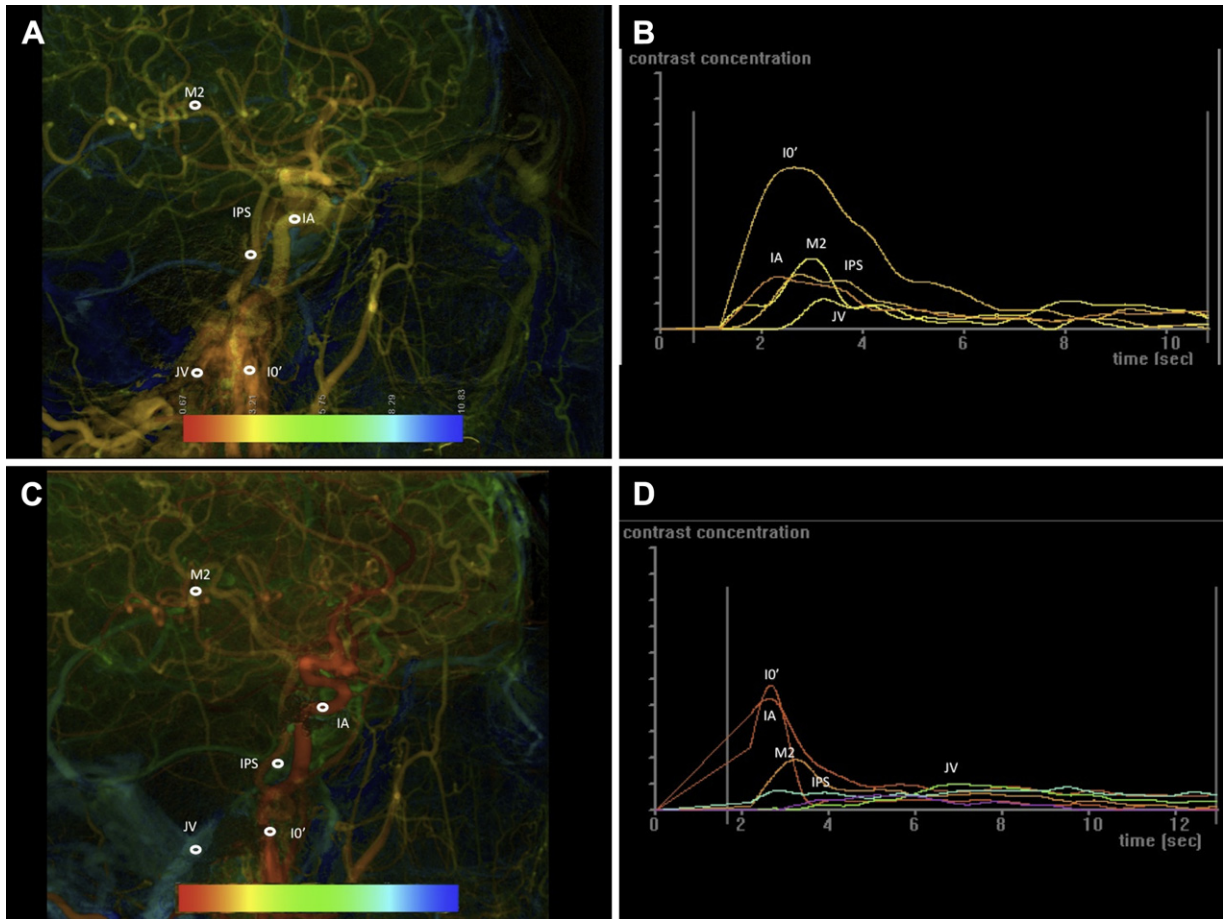 A
M2
IPS
IA
JV
I0'
0.67
3.21
5.75
8.29
10.83
B
contrast concentration
I0'
IA
M2
IPS
JV
0
2
4
6
8
10
time (sec)
C
M2
IA
IPS
JV
I0'
D
contrast concentration
I0'
IA
M2
IPS
JV
0
2
4
6
8
10
12
time (sec)